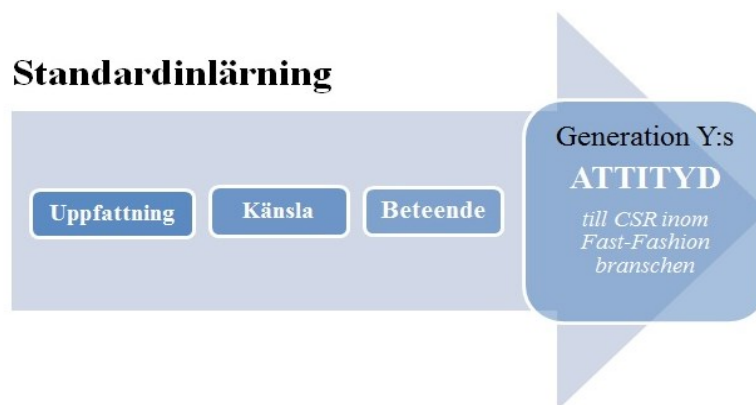 Standardinlärning
Uppfattning
Känsla
Beteende
Generation Y:s
ATTITYD
till CSR inom
Fast-Fashion
branschen